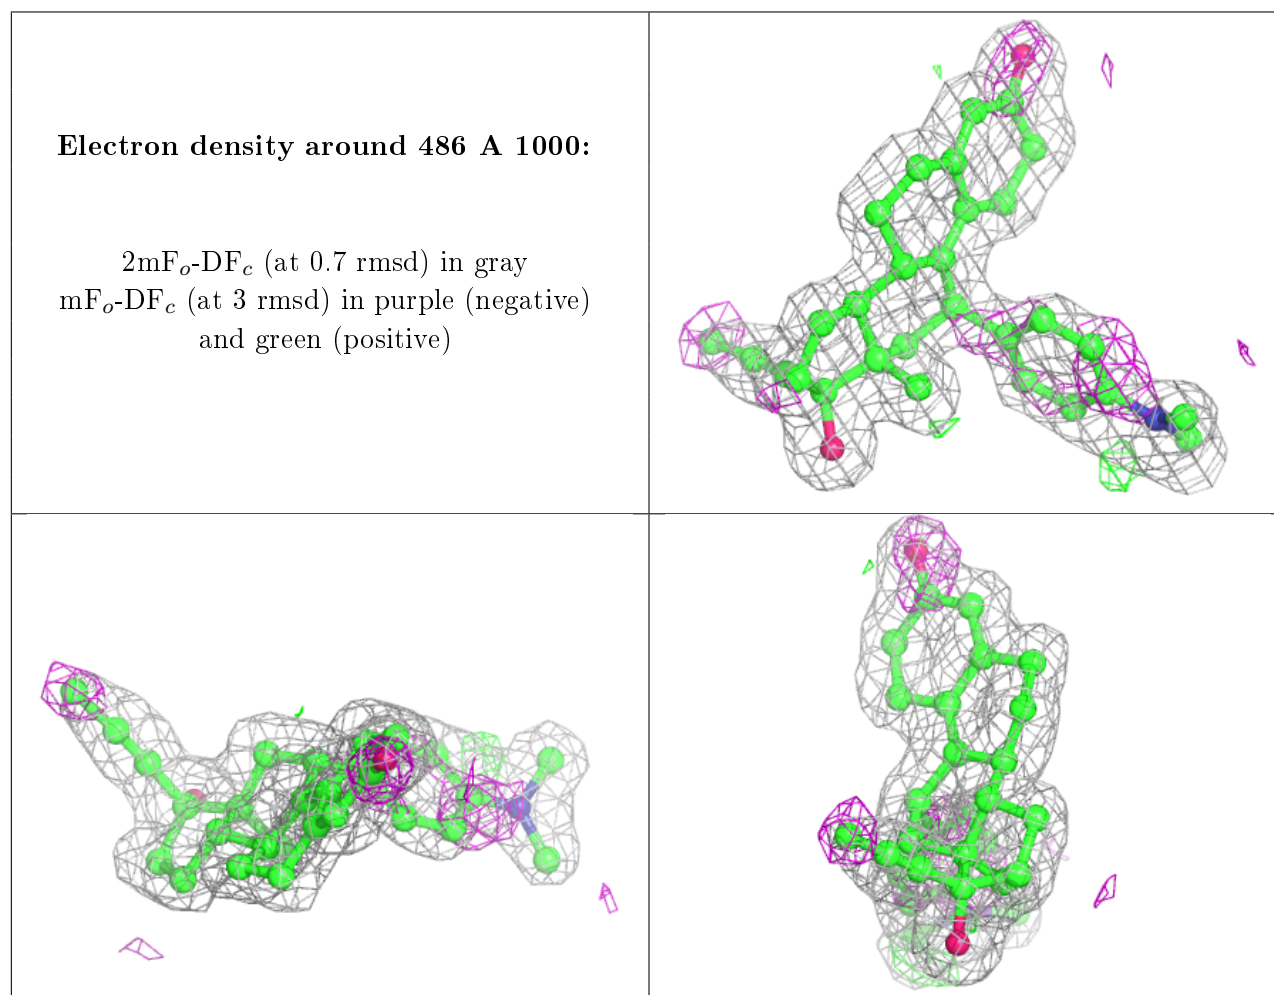 Electron density around 486 A 1000:
2mFo-DFc (at 0.7 rmsd) in gray
mFo-DFc (at 3 rmsd) in purple (negative)
and green (positive)